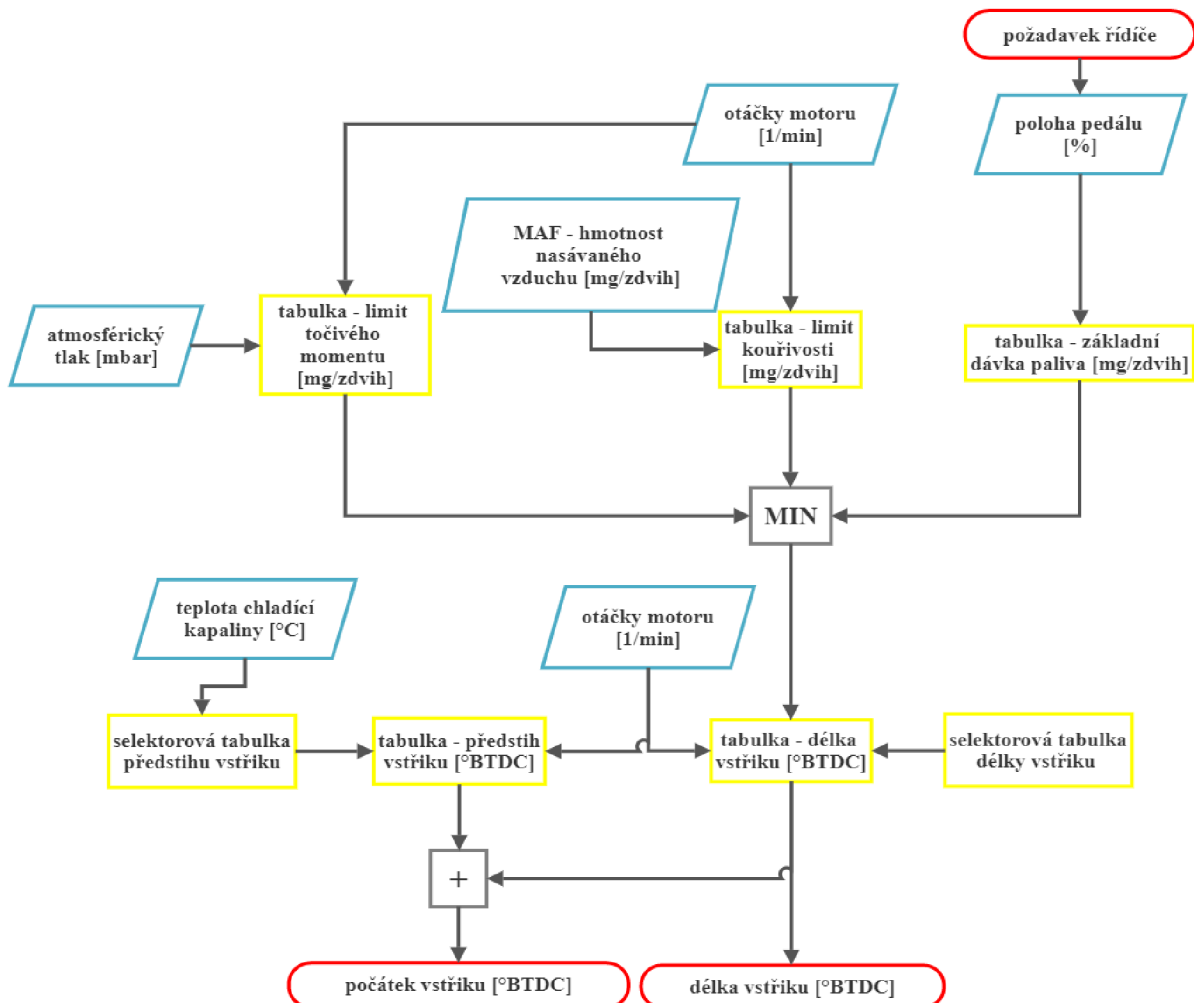 požadavek řídíče
otáčky motoru
[1/min]
poloha pedálu
[%]
MAF - hmotnost
nasávaného
vzduchu [mg/zdvih]
atmosférický
tlak [mbar]
tabulka - limit
točivého
momentu
[mg/zdvih]
tabulka - limit
kouřivosti
[mg/zdvih]
tabulka - základní
dávka paliva [mg/zdvih]
MIN
teplota chladící
kapaliny [°C]
otáčky motoru
[1/min]
selektorová tabulka
předstihu vstřiku
tabulka - předstih
vstřiku [°BTDC]
tabulka - délka
vstřiku [°BTDC]
selektorová tabulka
délky vstřiku
+
počátek vstřiku [°BTDC]
délka vstřiku [°BTDC]